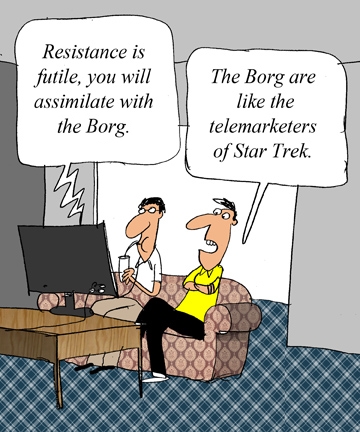 Resistance is
futile, you will
assimilate with
the Borg.
The Borg are
like the
telemarketers
of Star Trek.